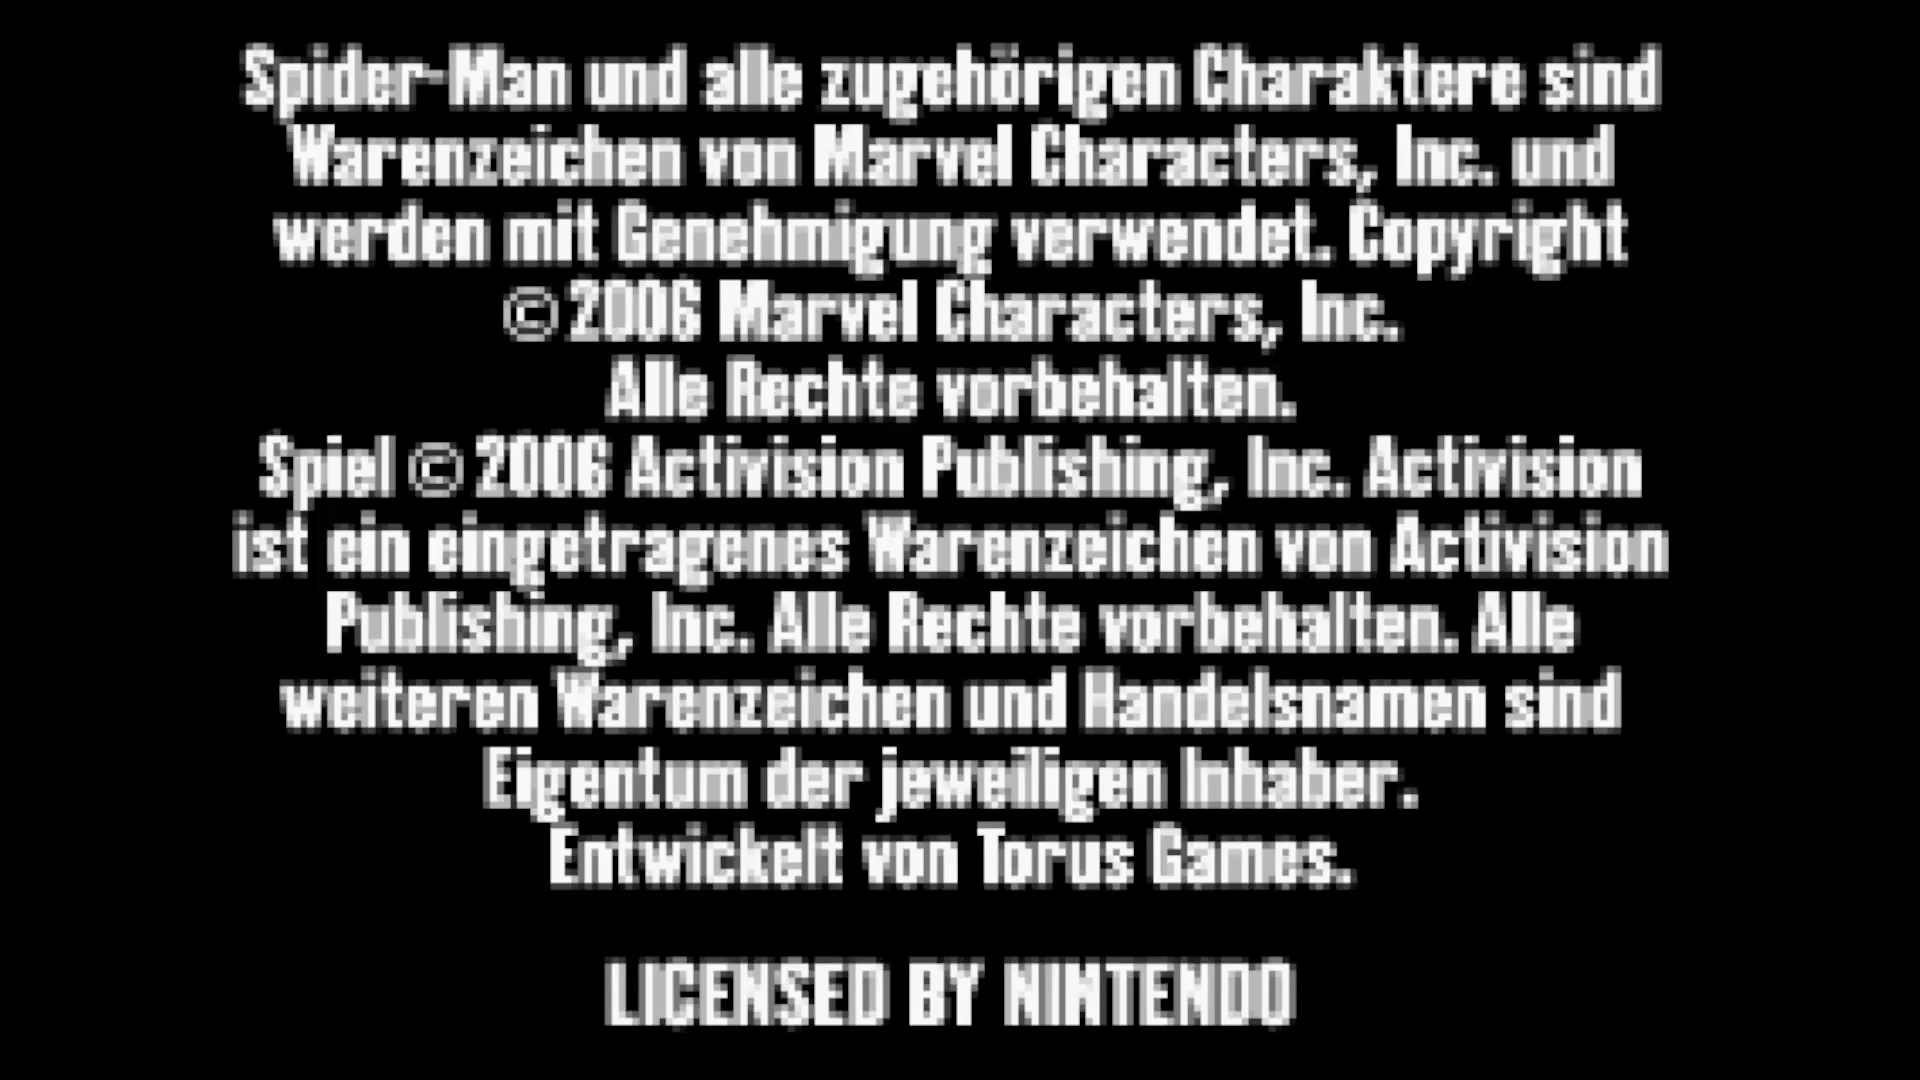 Spider-Man und alle zugehörigen Charaktere sind
Warenzeichen von Marvel Characters, Inc. und
werden mit Genehmigung verwendet. Copyright
© 2006 Marvel Characters, Inc.
Alle Rechte vorbehalten.
Spiel © 2006 Activision Publishing, Inc. Activision
ist ein eingetragenes Warenzeichen von Activision
Publishing, Inc. Alle Rechte vorbehalten. Alle
weiteren Warenzeichen und Handelsnamen sind
Eigentum der jeweiligen Inhaber.
Entwickelt von Torus Games.
LICENSED BY NINTENDO